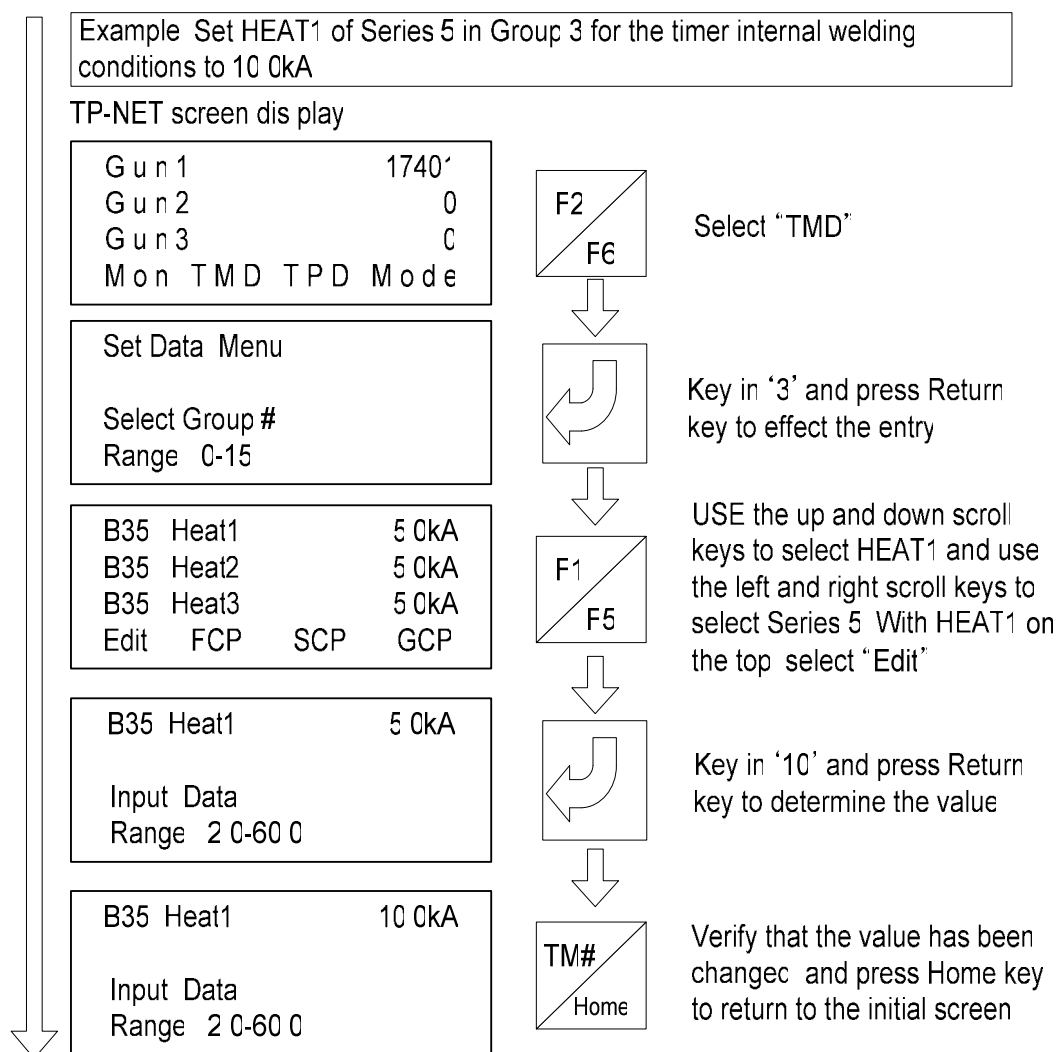 Example Set HEAT1 of Series 5 in Group 3 for the timer internal welding
conditions to 10 0kA
TP-NET screen dis play
Gun1 17401
Gun2 0
Gun3 0
Mon TMD TPD Mode
F2
F6
Select “TMD”
Set Data Menu
Select Group #
Range 0-15
Key in ‘3’ and press Return
key to effect the entry
B35 Heat1 5 0kA
B35 Heat2 5 0kA
B35 Heat3 5 0kA
Edit FCP SCP GCP
F1
F5
USE the up and down scroll
keys to select HEAT1 and use
the left and right scroll keys to
select Series 5 With HEAT1 on
the top select “Edit”
B35 Heat1 5 0kA
Input Data
Range 2 0-60 0
Key in ‘10’ and press Return
key to determine the value
B35 Heat1 10 0kA
Input Data
Range 2 0-60 0
TM#
Home
Verify that the value has been
changed and press Home key
to return to the initial screen